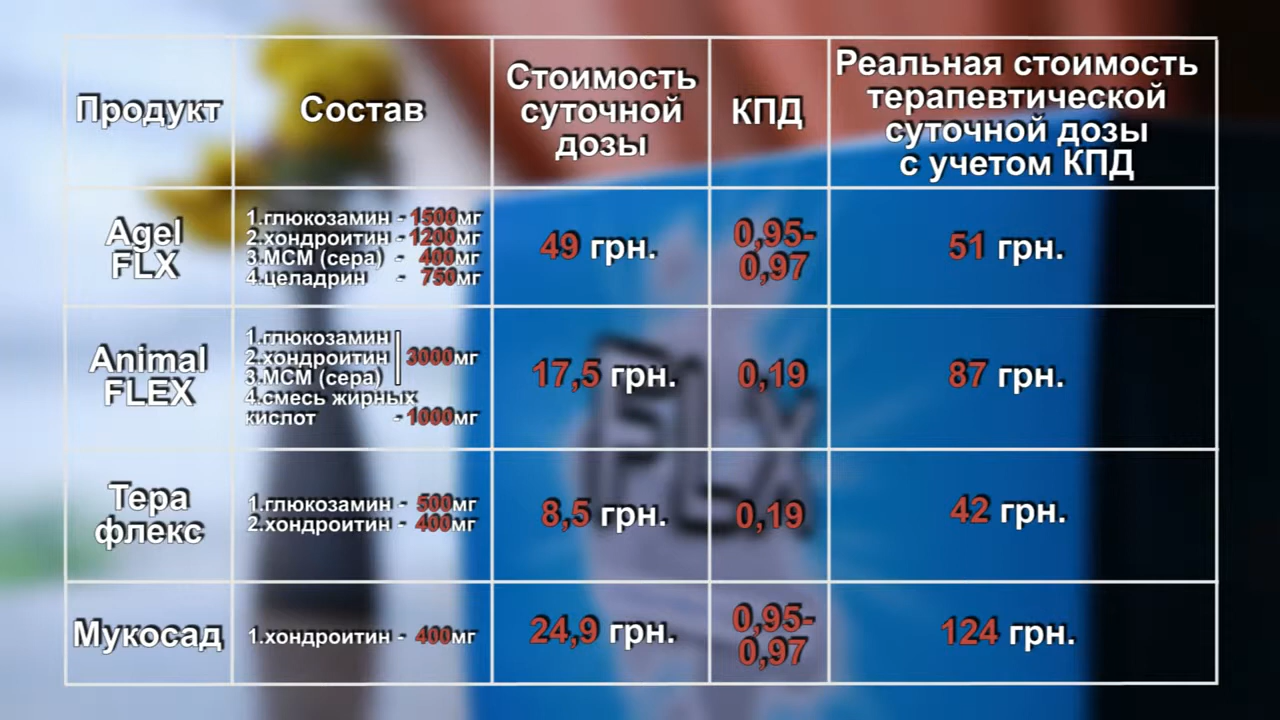 Продукт
Состав
Стоимость
суточной
дозы
КПД
Реальная стоимость
терапевтической
суточной дозы
с учетом КПД
Agel
FLX
1.глюкозамин - 1500мг
2.хондроитин - 1200мг
3.МСМ (сера) - 400мг
4.целадрин - 750мг
49 грн.
0,95-
0,97
51 грн.
Animal
FLEX
1.глюкозамин
2.хондроитин 3000мг
3.МСМ (сера)
4.смесь жирных
кислот - 1000мг
17,5 грн.
0,19
87 грн.
Тера
флекс
1.глюкозамин - 500мг
2.хондроитин - 400мг
8,5 грн.
0,19
42 грн.
Мукосад
1.хондроитин - 400мг
24,9 грн.
0,95-
0,97
124 грн.
FLX